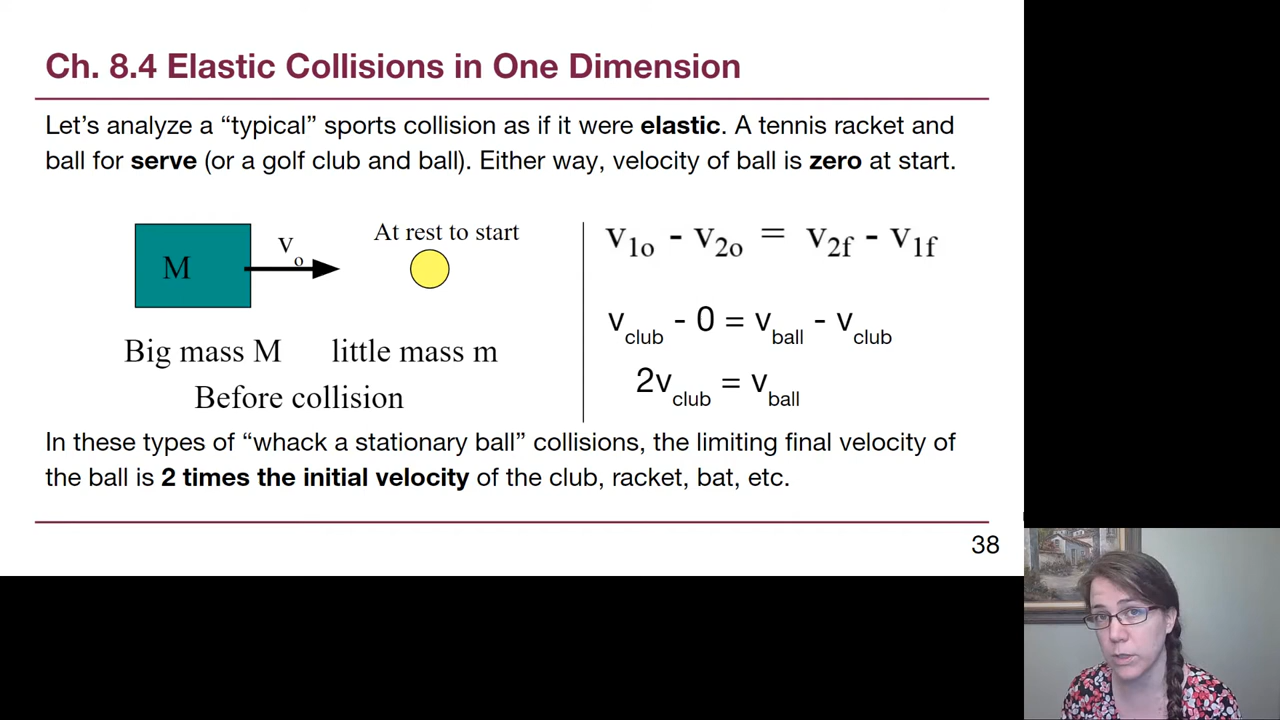 Ch. 8.4 Elastic Collisions in One Dimension
Let's analyze a “typical” sports collision as if it were elastic. A tennis racket and
ball for serve (or a golf club and ball). Either way, velocity of ball is zero at start.
M
v_o
At rest to start
Big mass M
little mass m
Before collision
v_1o - v_2o = v_2f - v_1f
v_club - 0 = v_ball - v_club
2v_club = v_ball
In these types of “whack a stationary ball” collisions, the limiting final velocity of
the ball is 2 times the initial velocity of the club, racket, bat, etc.
38